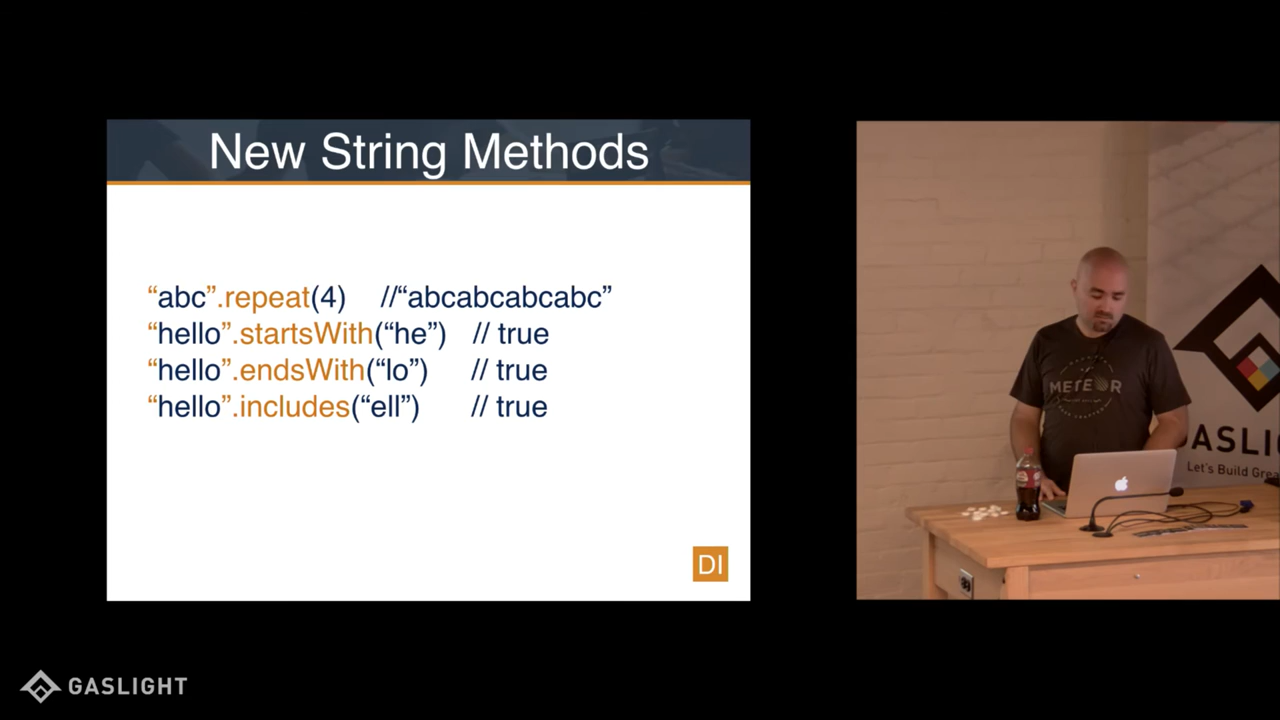 New String Methods
“abc”.repeat(4) //“abcabcabcabc”
“hello”.startsWith(“he”) // true
“hello”.endsWith(“lo”) // true
“hello”.includes(“ell”) // true
DI
METEOR
ASLI
Let's Build Grea
GASLIGHT